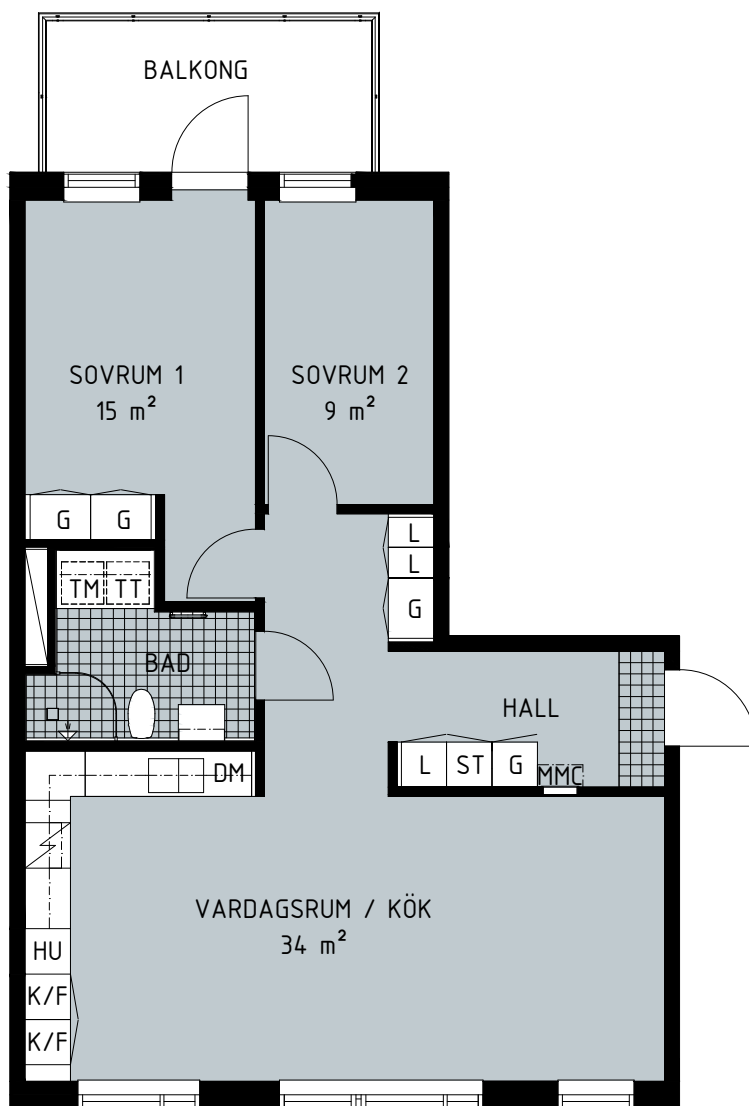 BALKONG
SOVRUM 1
15 m²
SOVRUM 2
9 m²
G G
L
L
G
TM TT
BAD
HALL
L ST G MMC
DM
VARDAGSRUM / KÖK
34 m²
HU
K/F
K/F